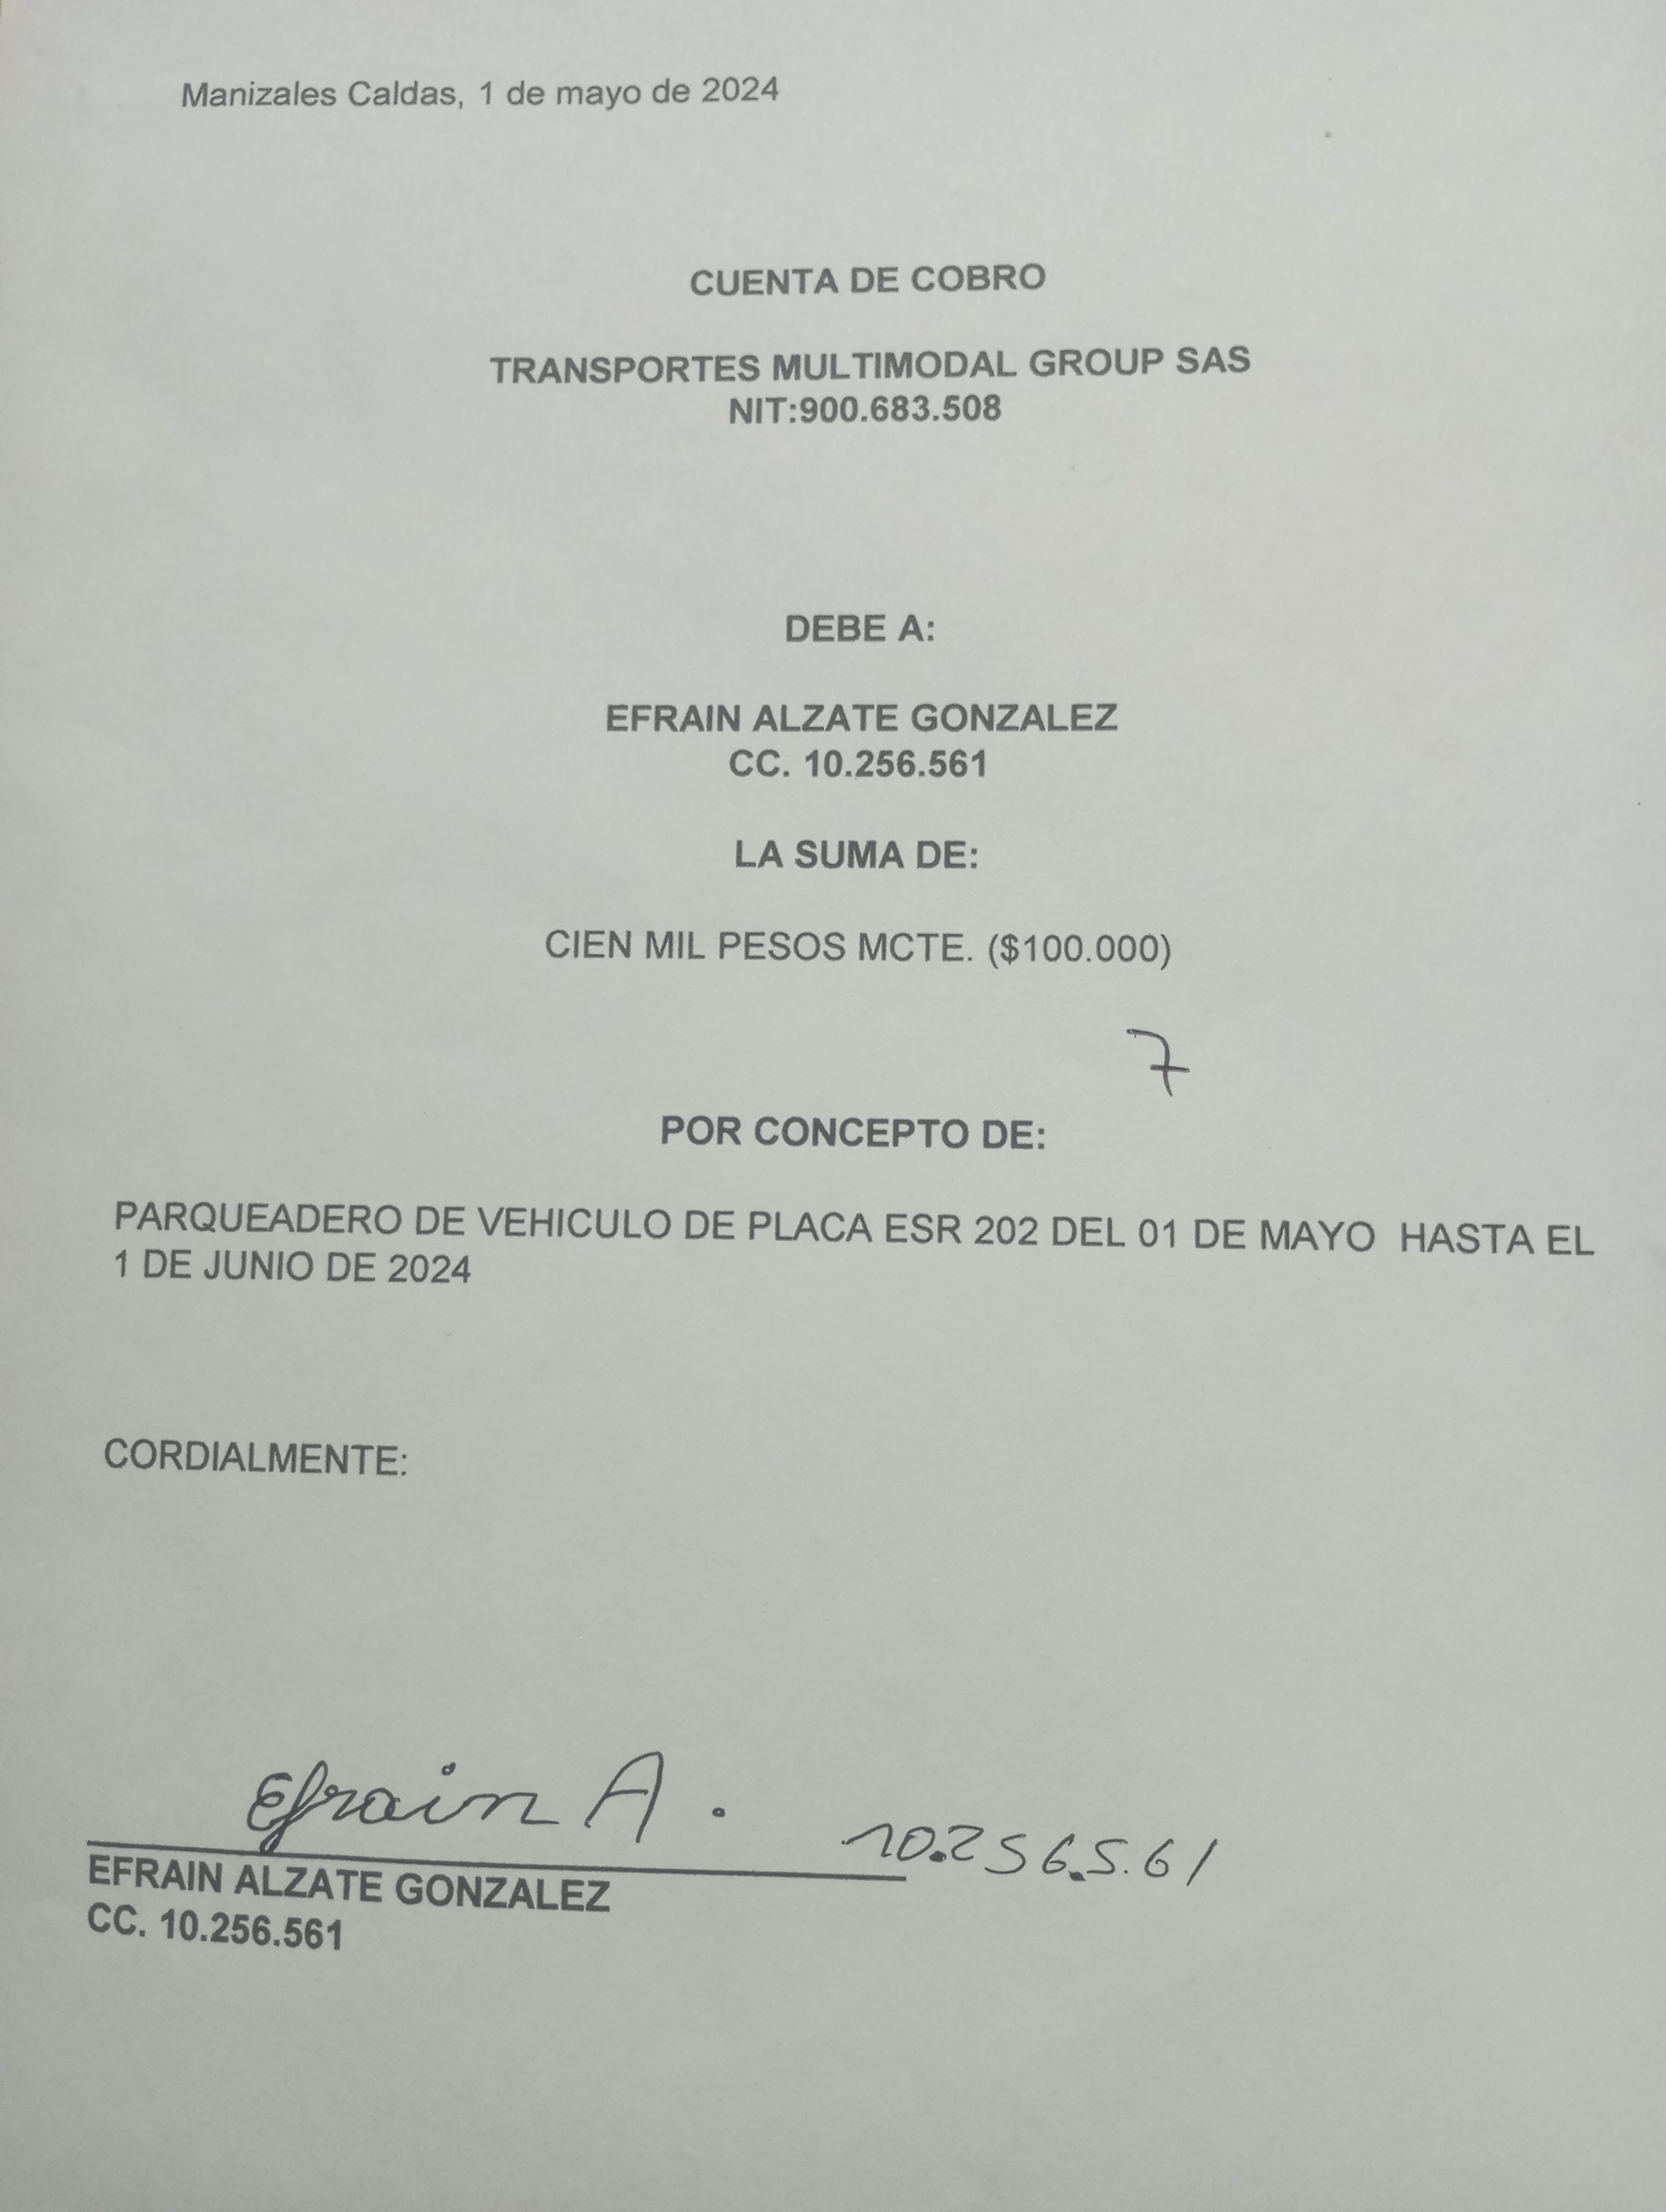 Manizales Caldas, 1 de mayo de 2024
CUENTA DE COBRO
TRANSPORTES MULTIMODAL GROUP SAS
NIT:900.683.508
DEBE A:
EFRAIN ALZATE GONZALEZ
CC. 10.256.561
LA SUMA DE:
CIEN MIL PESOS MCTE. ($100.000)
7
POR CONCEPTO DE:
PARQUEADERO DE VEHICULO DE PLACA ESR 202 DEL 01 DE MAYO HASTA EL
1 DE JUNIO DE 2024
CORDIALMENTE:
Efrain A. 10.256.5.61
EFRAIN ALZATE GONZALEZ
CC. 10.256.561